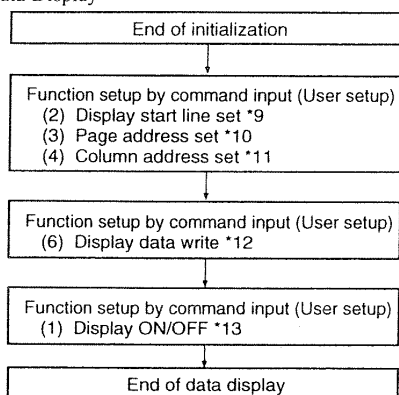 End of initialization
Function setup by command input (User setup)
(2) Display start line set *9
(3) Page address set *10
(4) Column address set *11
Function setup by command input (User setup)
(6) Display data write *12
Function setup by command input (User setup)
(1) Display ON/OFF *13
End of data display